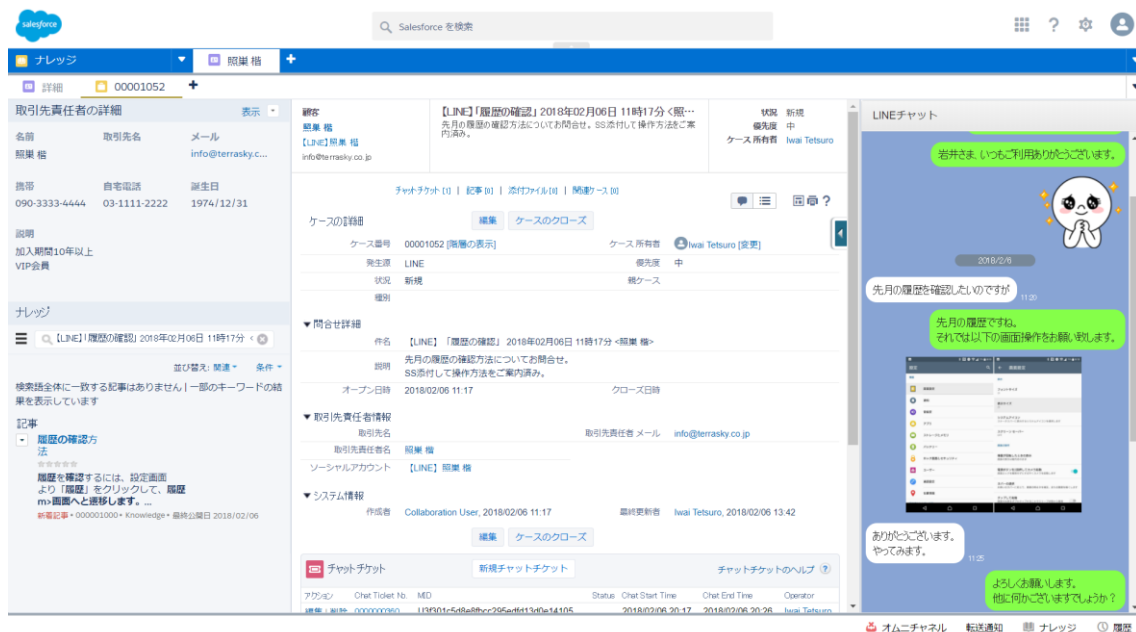 salesforce
Salesforce を検索
ナレッジ
照巣 楷
詳細
00001052
取引先責任者の詳細
表示
名前 取引先名 メール
照巣 楷 info@terrasky.c...
携帯 自宅電話 誕生日
090-3333-4444 03-1111-2222 1974/12/31
説明
加入期間10年以上
VIP会員
ナレッジ
【LINE】「履歴の確認」 2018年02月06日 11時17分 <
並び替え: 関連 条件
検索語全体に一致する記事はありません | 一部のキーワードの結
果を表示しています
記事
履歴の確認方
法
履歴を確認するには、設定画面
より「履歴」をクリックして、履歴
m>画面へと遷移します。...
新着記事・000001000・Knowledge・最終公開日 2018/02/06
顧客
照巣 楷
【LINE】照巣 楷
info@terrasky.co.jp
【LINE】「履歴の確認」 2018年02月06日 11時17分 <照…
先月の履歴の確認方法についてお問合せ。SS添付して操作方法をご案
内済み。
状況 新規
優先度 中
ケース所有者 Iwai Tetsuro
チャットチケット [1] | 記事 [0] | 添付ファイル [0] | 関連ケース [0]
ケースの詳細 編集 ケースのクローズ
ケース番号 00001052 [階層の表示] ケース所有者 Iwai Tetsuro [変更]
発生源 LINE 優先度 中
状況 新規 親ケース
種別
問合せ詳細
件名 【LINE】 「履歴の確認」 2018年02月06日 11時17分 <照巣 楷>
説明 先月の履歴の確認方法についてお問合せ。
SS添付して操作方法をご案内済み。
オープン日時 2018/02/06 11:17 クローズ日時
取引先責任者情報
取引先名 取引先責任者 メール info@terrasky.co.jp
取引先責任者名 照巣 楷
ソーシャルアカウント 【LINE】照巣 楷
システム情報
作成者 Collaboration User, 2018/02/06 11:17 最終更新者 Iwai Tetsuro, 2018/02/06 13:42
編集 ケースのクローズ
チャットチケット 新規チャットチケット チャットチケットのヘルプ
アクション Chat Ticket No. MID Status Chat Start Time Chat End Time Operator
編集 | 削除 0000000360 2018/02/06 20:17 2018/02/06 20:26 Iwai Tetsuro
LINEチャット
岩井さま、いつもご利用ありがとうございます。
2018/2/6
先月の履歴を確認したいのですが
11:20
先月の履歴ですね。
それでは以下の画面操作をお願い致します。
ありがとうございます。
やってみます。
11:25
よろしくお願いします。
他に何かございますでしょうか？
オムニチャネル 転送通知 ナレッジ 履歴